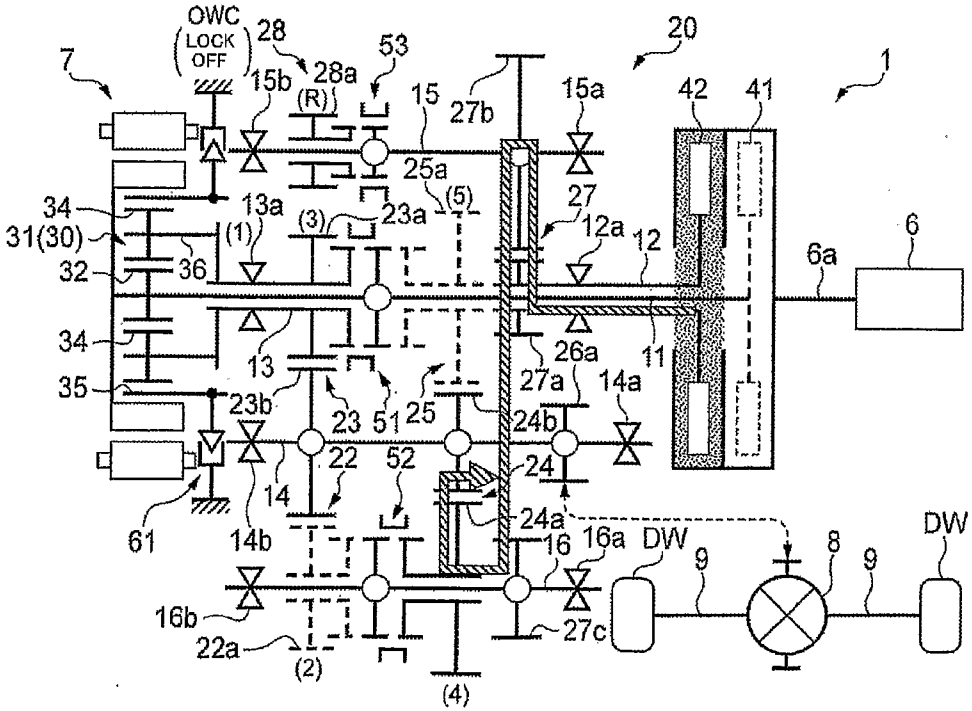 OWC
(LOCK
OFF)
28
53
20
7
15b
28a
(R)
15
27b
15a
42
41
1
25a
(5)
34
13a
(3)
23a
27
12a
12
6
31(30)
(1)
36
6a
32
34
13
26a
11
35
23b
23
51
25
27a
24b
14a
22
52
24
61
14b
14
24a
DW
DW
16
16a
9
8
9
16b
22a
(2)
27c
(4)